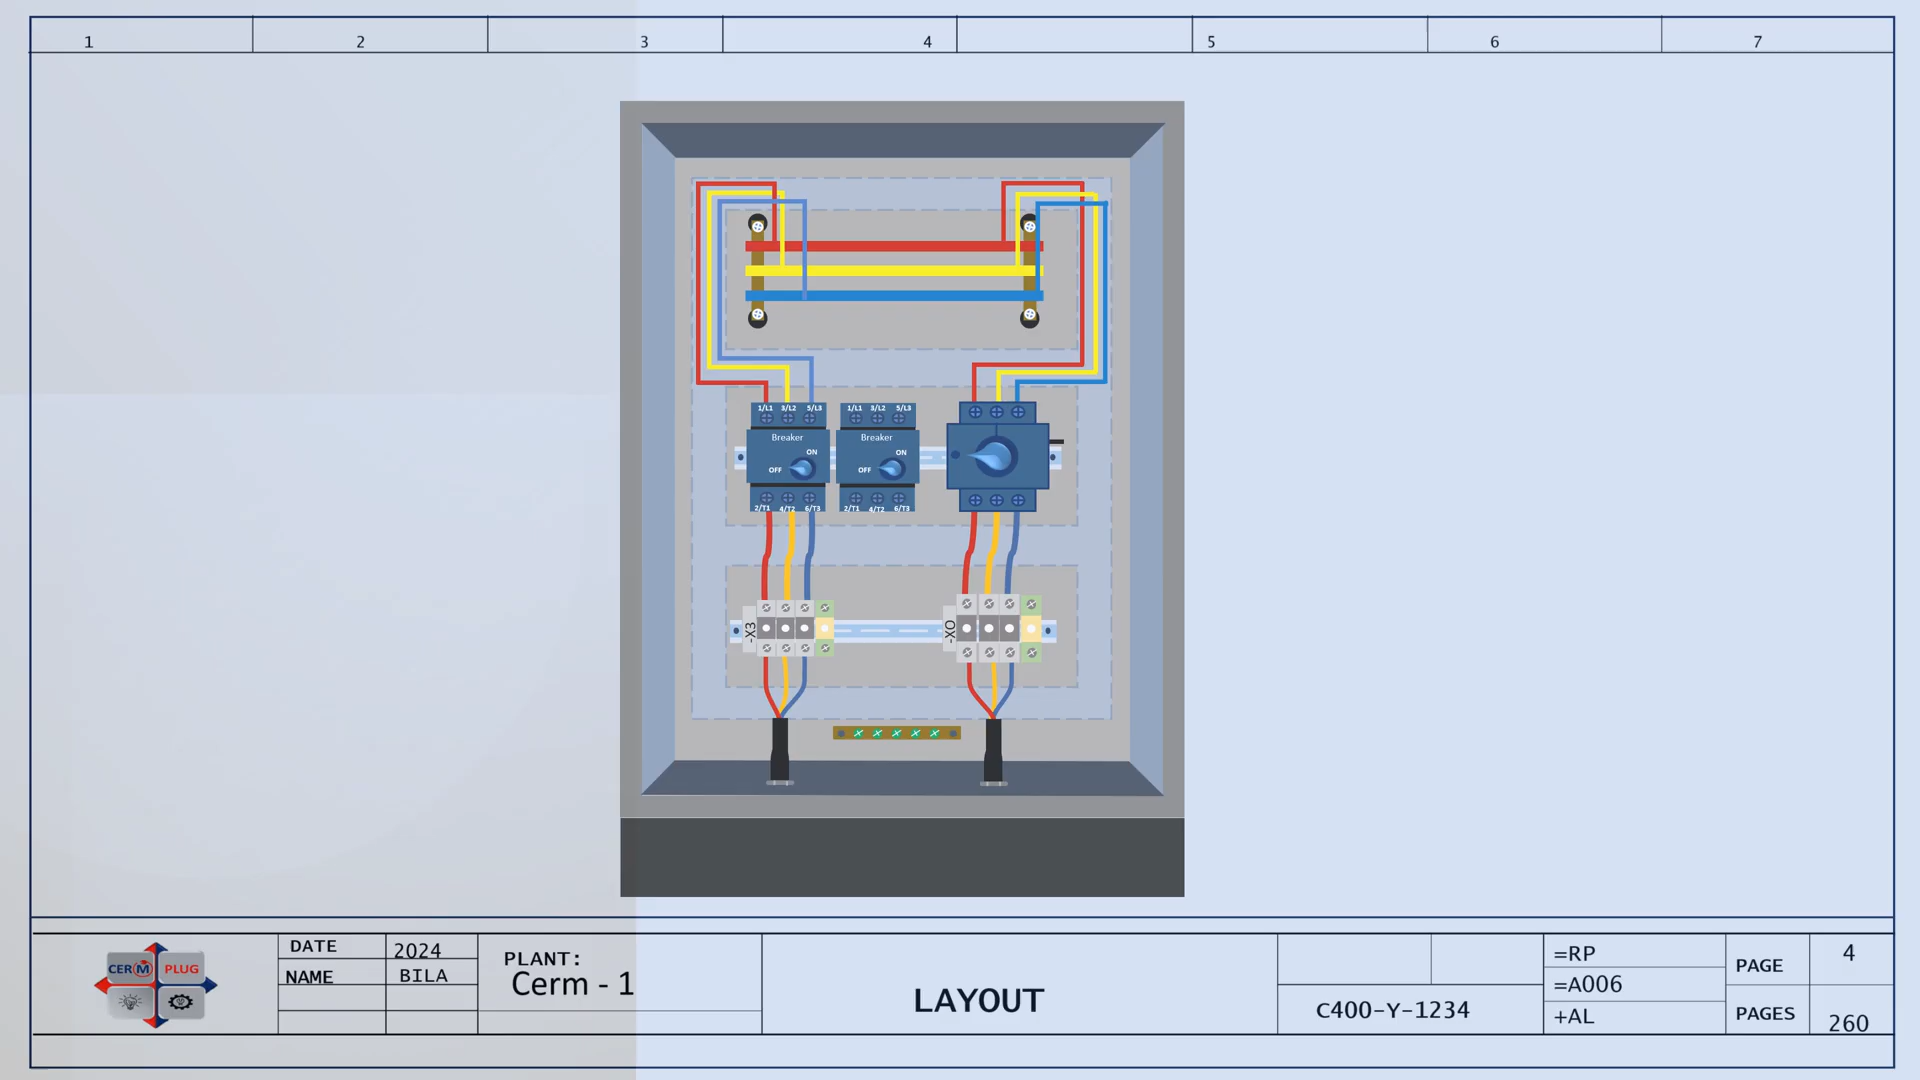 1 2 3 4 5 6 7
1/L1 3/L2 5/L3
1/L1 3/L2 5/L3
Breaker
Breaker
ON
ON
OFF
OFF
2/T1 4/T2 6/T3
2/T1 4/T2 6/T3
-X3
-XO
CERM PLUG
DATE 2024
NAME BILA
PLANT:
Cerm - 1
LAYOUT
C400-Y-1234
=RP
=A006
+AL
PAGE 4
PAGES 260